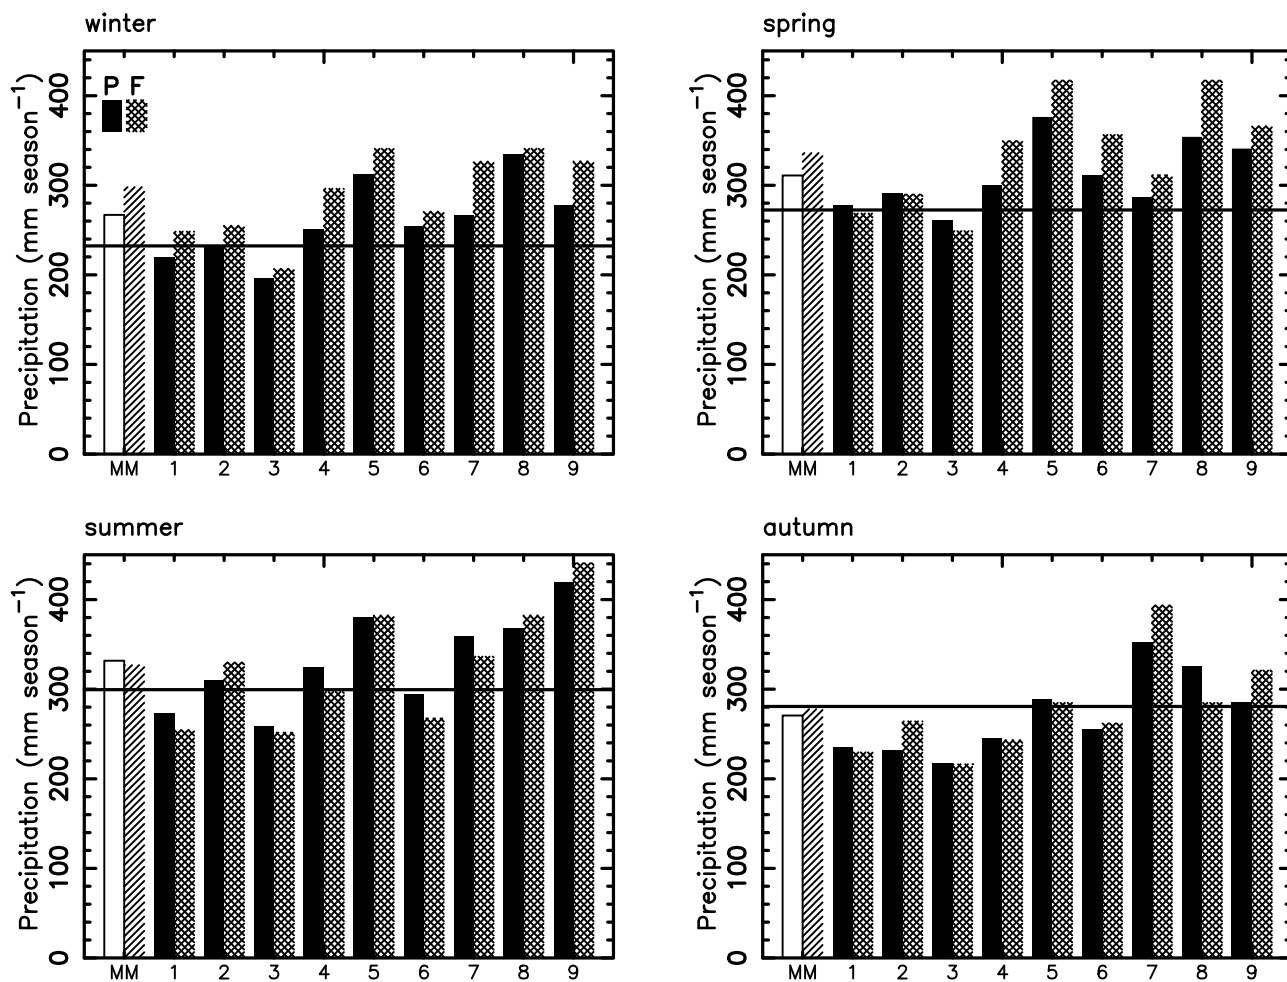 winter
P F
Precipitation (mm season⁻¹)
0 100 200 300 400
MM 1 2 3 4 5 6 7 8 9
spring
Precipitation (mm season⁻¹)
0 100 200 300 400
MM 1 2 3 4 5 6 7 8 9
summer
Precipitation (mm season⁻¹)
0 100 200 300 400
MM 1 2 3 4 5 6 7 8 9
autumn
Precipitation (mm season⁻¹)
0 100 200 300 400
MM 1 2 3 4 5 6 7 8 9